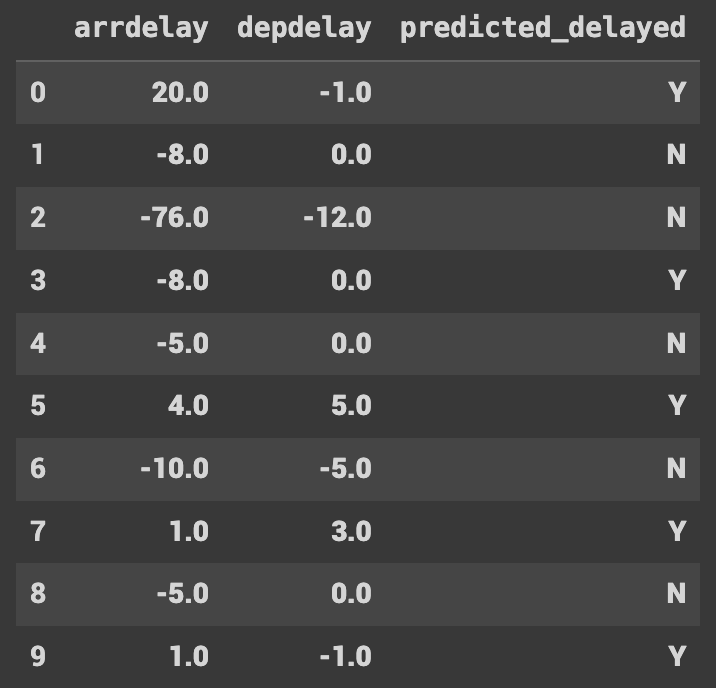 arrdelay depdelay predicted_delayed
0 20.0 -1.0 Y
1 -8.0 0.0 N
2 -76.0 -12.0 N
3 -8.0 0.0 Y
4 -5.0 0.0 N
5 4.0 5.0 Y
6 -10.0 -5.0 N
7 1.0 3.0 Y
8 -5.0 0.0 N
9 1.0 -1.0 Y